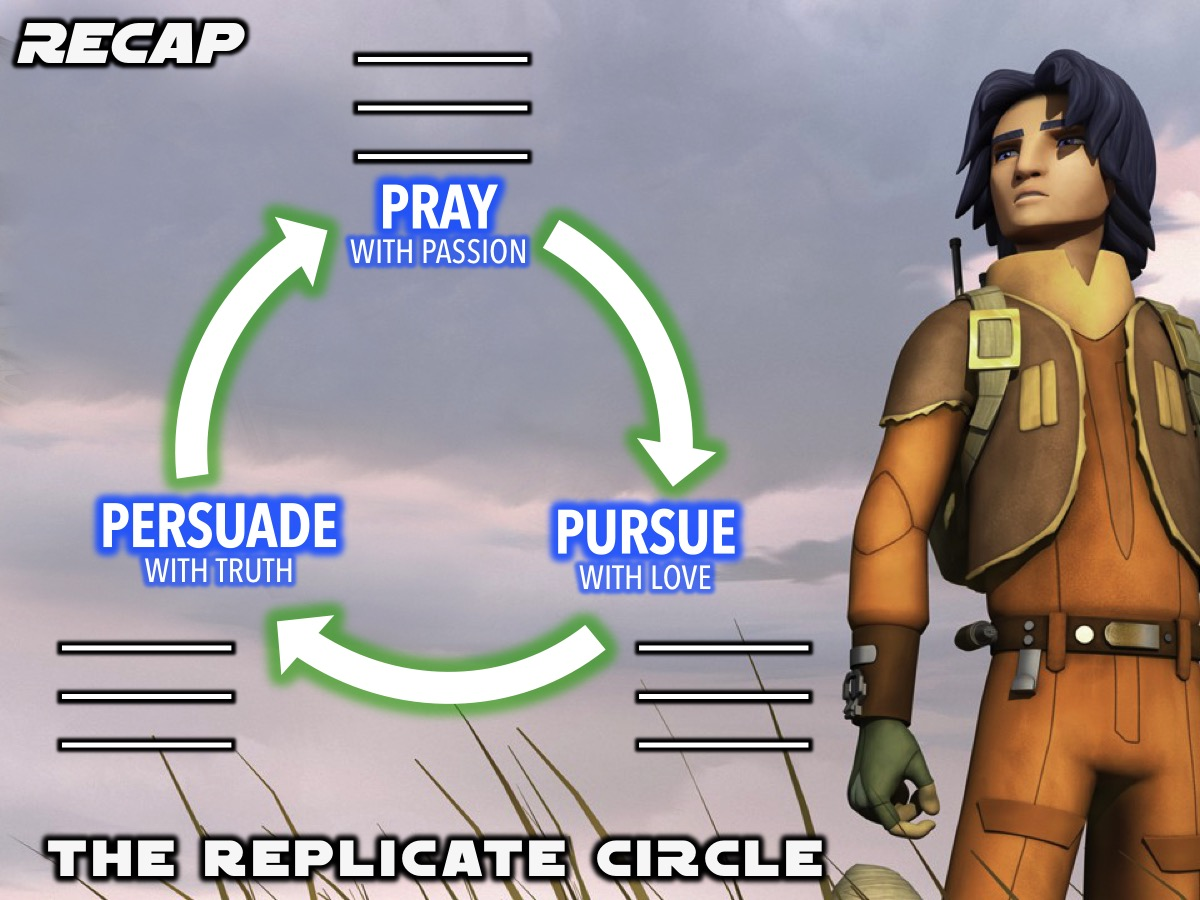 RECAP
PRAY
WITH PASSION
PERSUADE
WITH TRUTH
PURSUE
WITH LOVE
THE REPLICATE CIRCLE